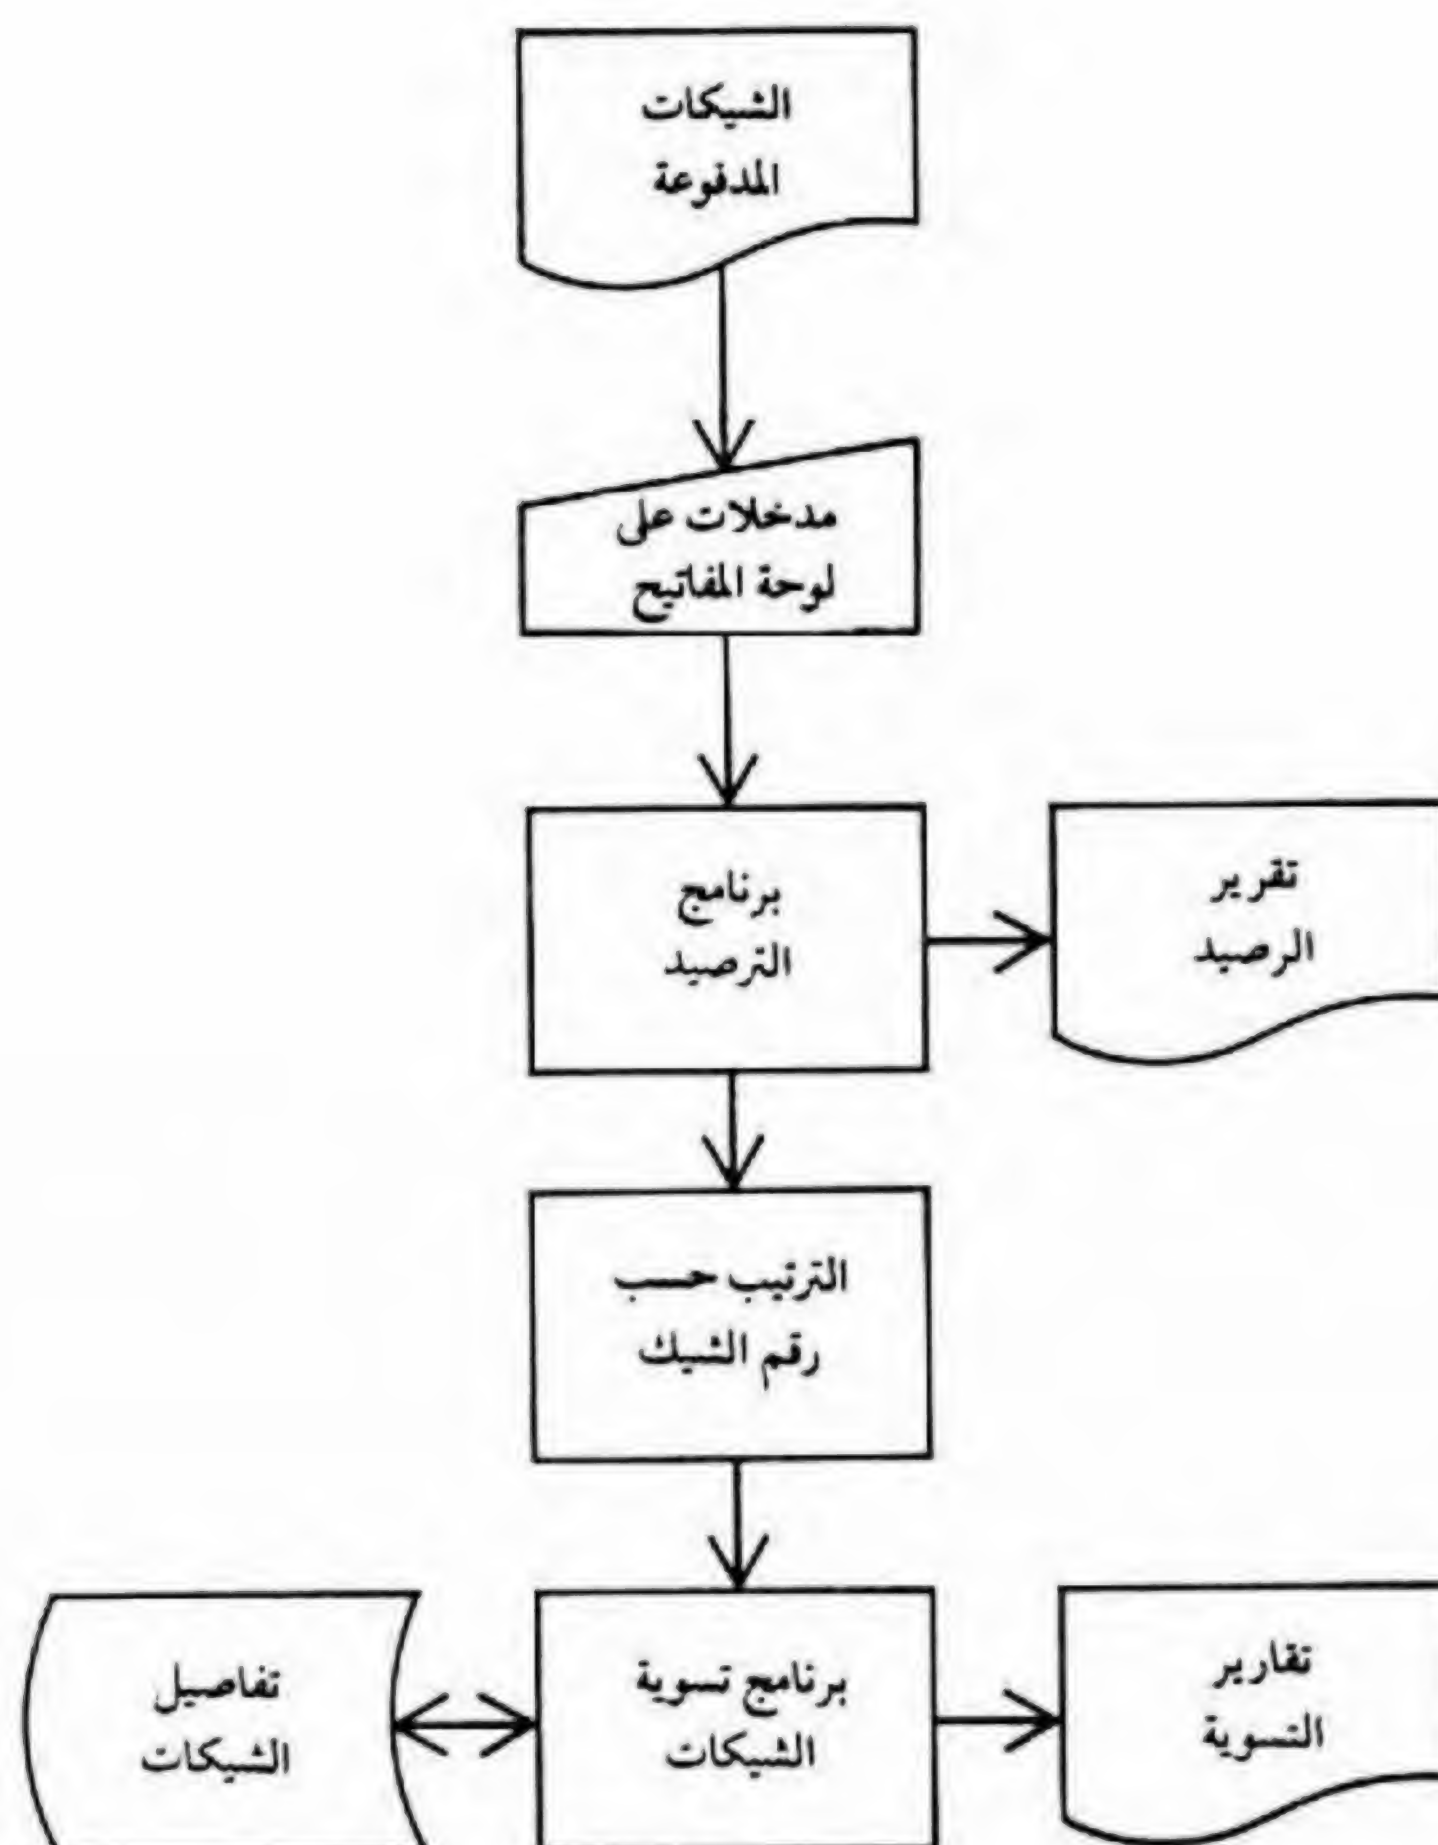 الشيكات
المدفوعة
مدخلات على
لوحة المفاتيح
برنامج
الترصيد
تقرير
الرصيد
الترتيب حسب
رقم الشيك
برنامج تسوية
الشيكات
تقارير
التسوية
تفاصيل
الشيكات